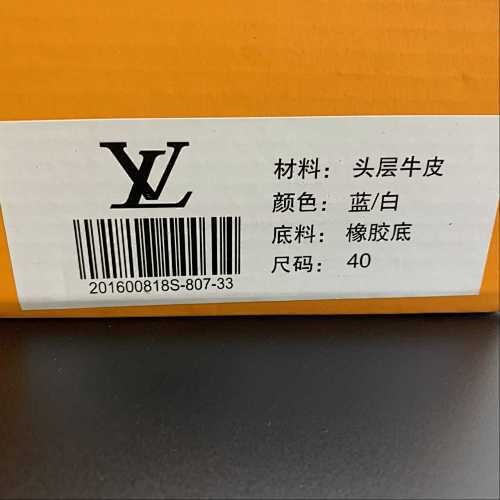 LV
材料： 头层牛皮
颜色： 蓝/白
底料： 橡胶底
尺码： 40
201600818S-807-33